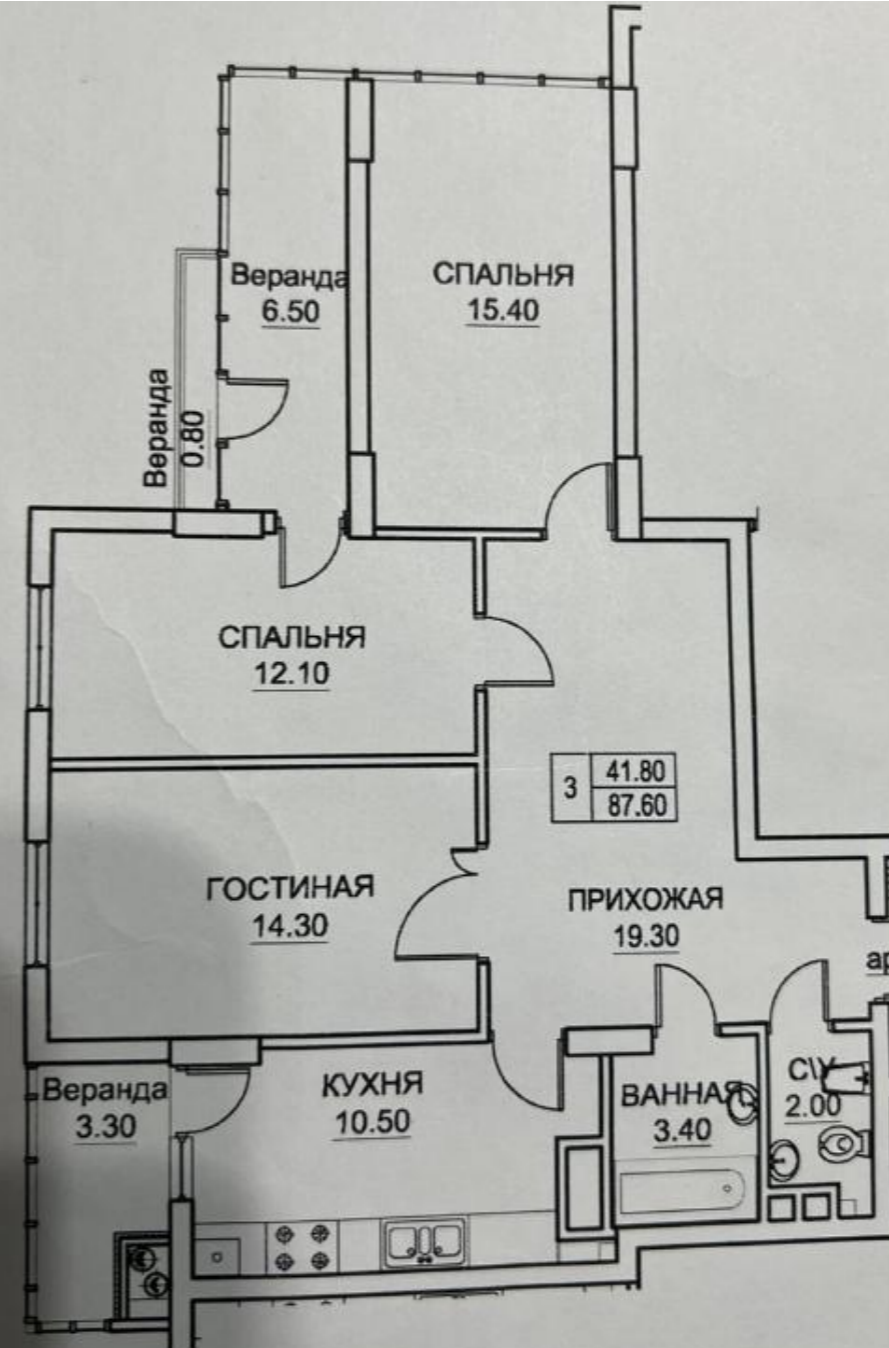 Веранда
6.50
СПАЛЬНЯ
15.40
Веранда
0.80
СПАЛЬНЯ
12.10
3
41.80
87.60
ГОСТИНАЯ
14.30
ПРИХОЖАЯ
19.30
ар
Веранда
3.30
КУХНЯ
10.50
ВАННАЯ
3.40
С\У
2.00